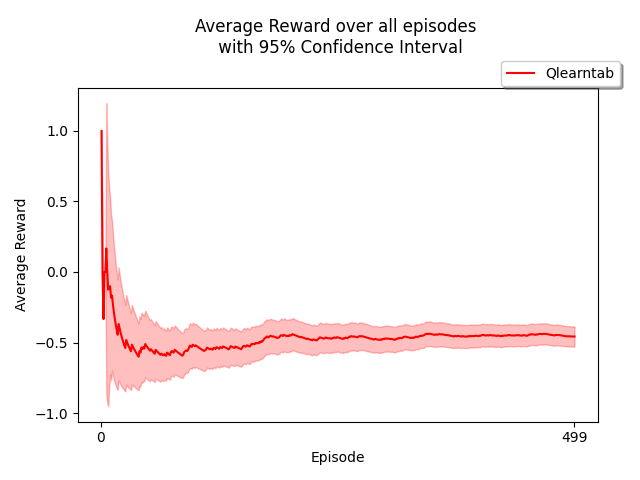 Average Reward over all episodes
with 95% Confidence Interval
Qlearntab
1.0
0.5
0.0
−0.5
−1.0
Average Reward
0
499
Episode